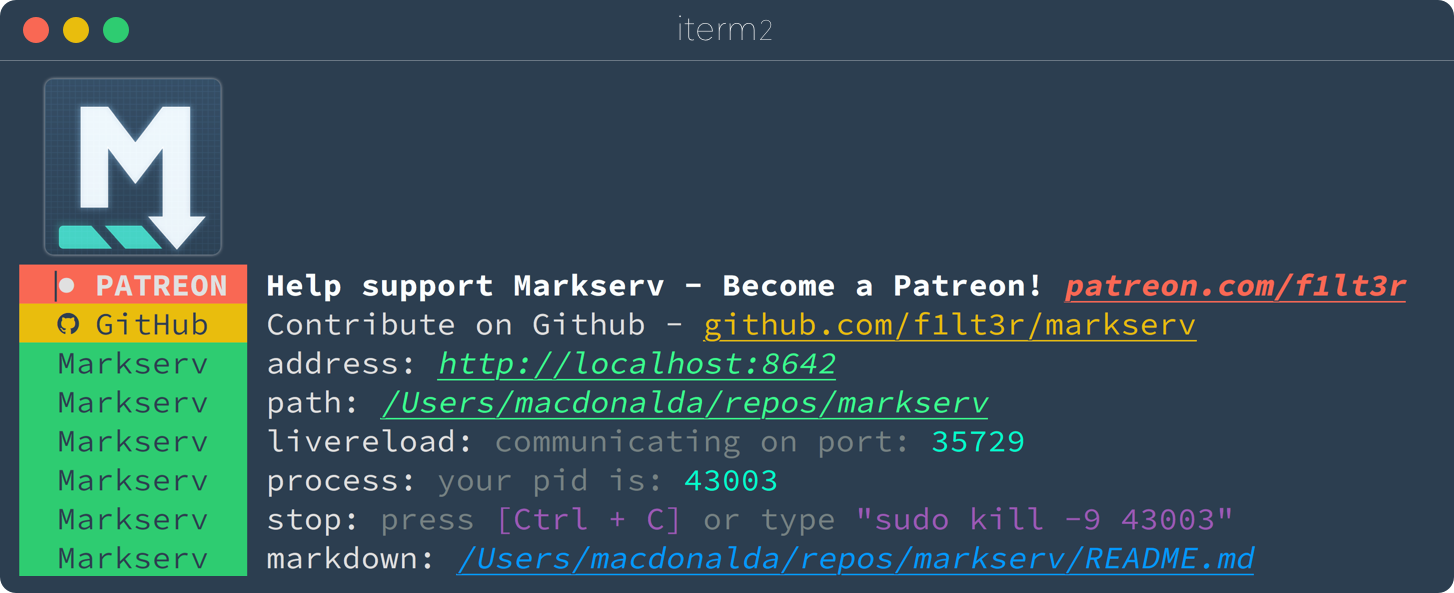 iterm2
M
PATREON Help support Markserv - Become a Patreon! patreon.com/f1lt3r
GitHub Contribute on Github - github.com/f1lt3r/markserv
Markserv address: http://localhost:8642
Markserv path: /Users/macdonalda/repos/markserv
Markserv livereload: communicating on port: 35729
Markserv process: your pid is: 43003
Markserv stop: press [Ctrl + C] or type "sudo kill -9 43003"
Markserv markdown: /Users/macdonalda/repos/markserv/README.md